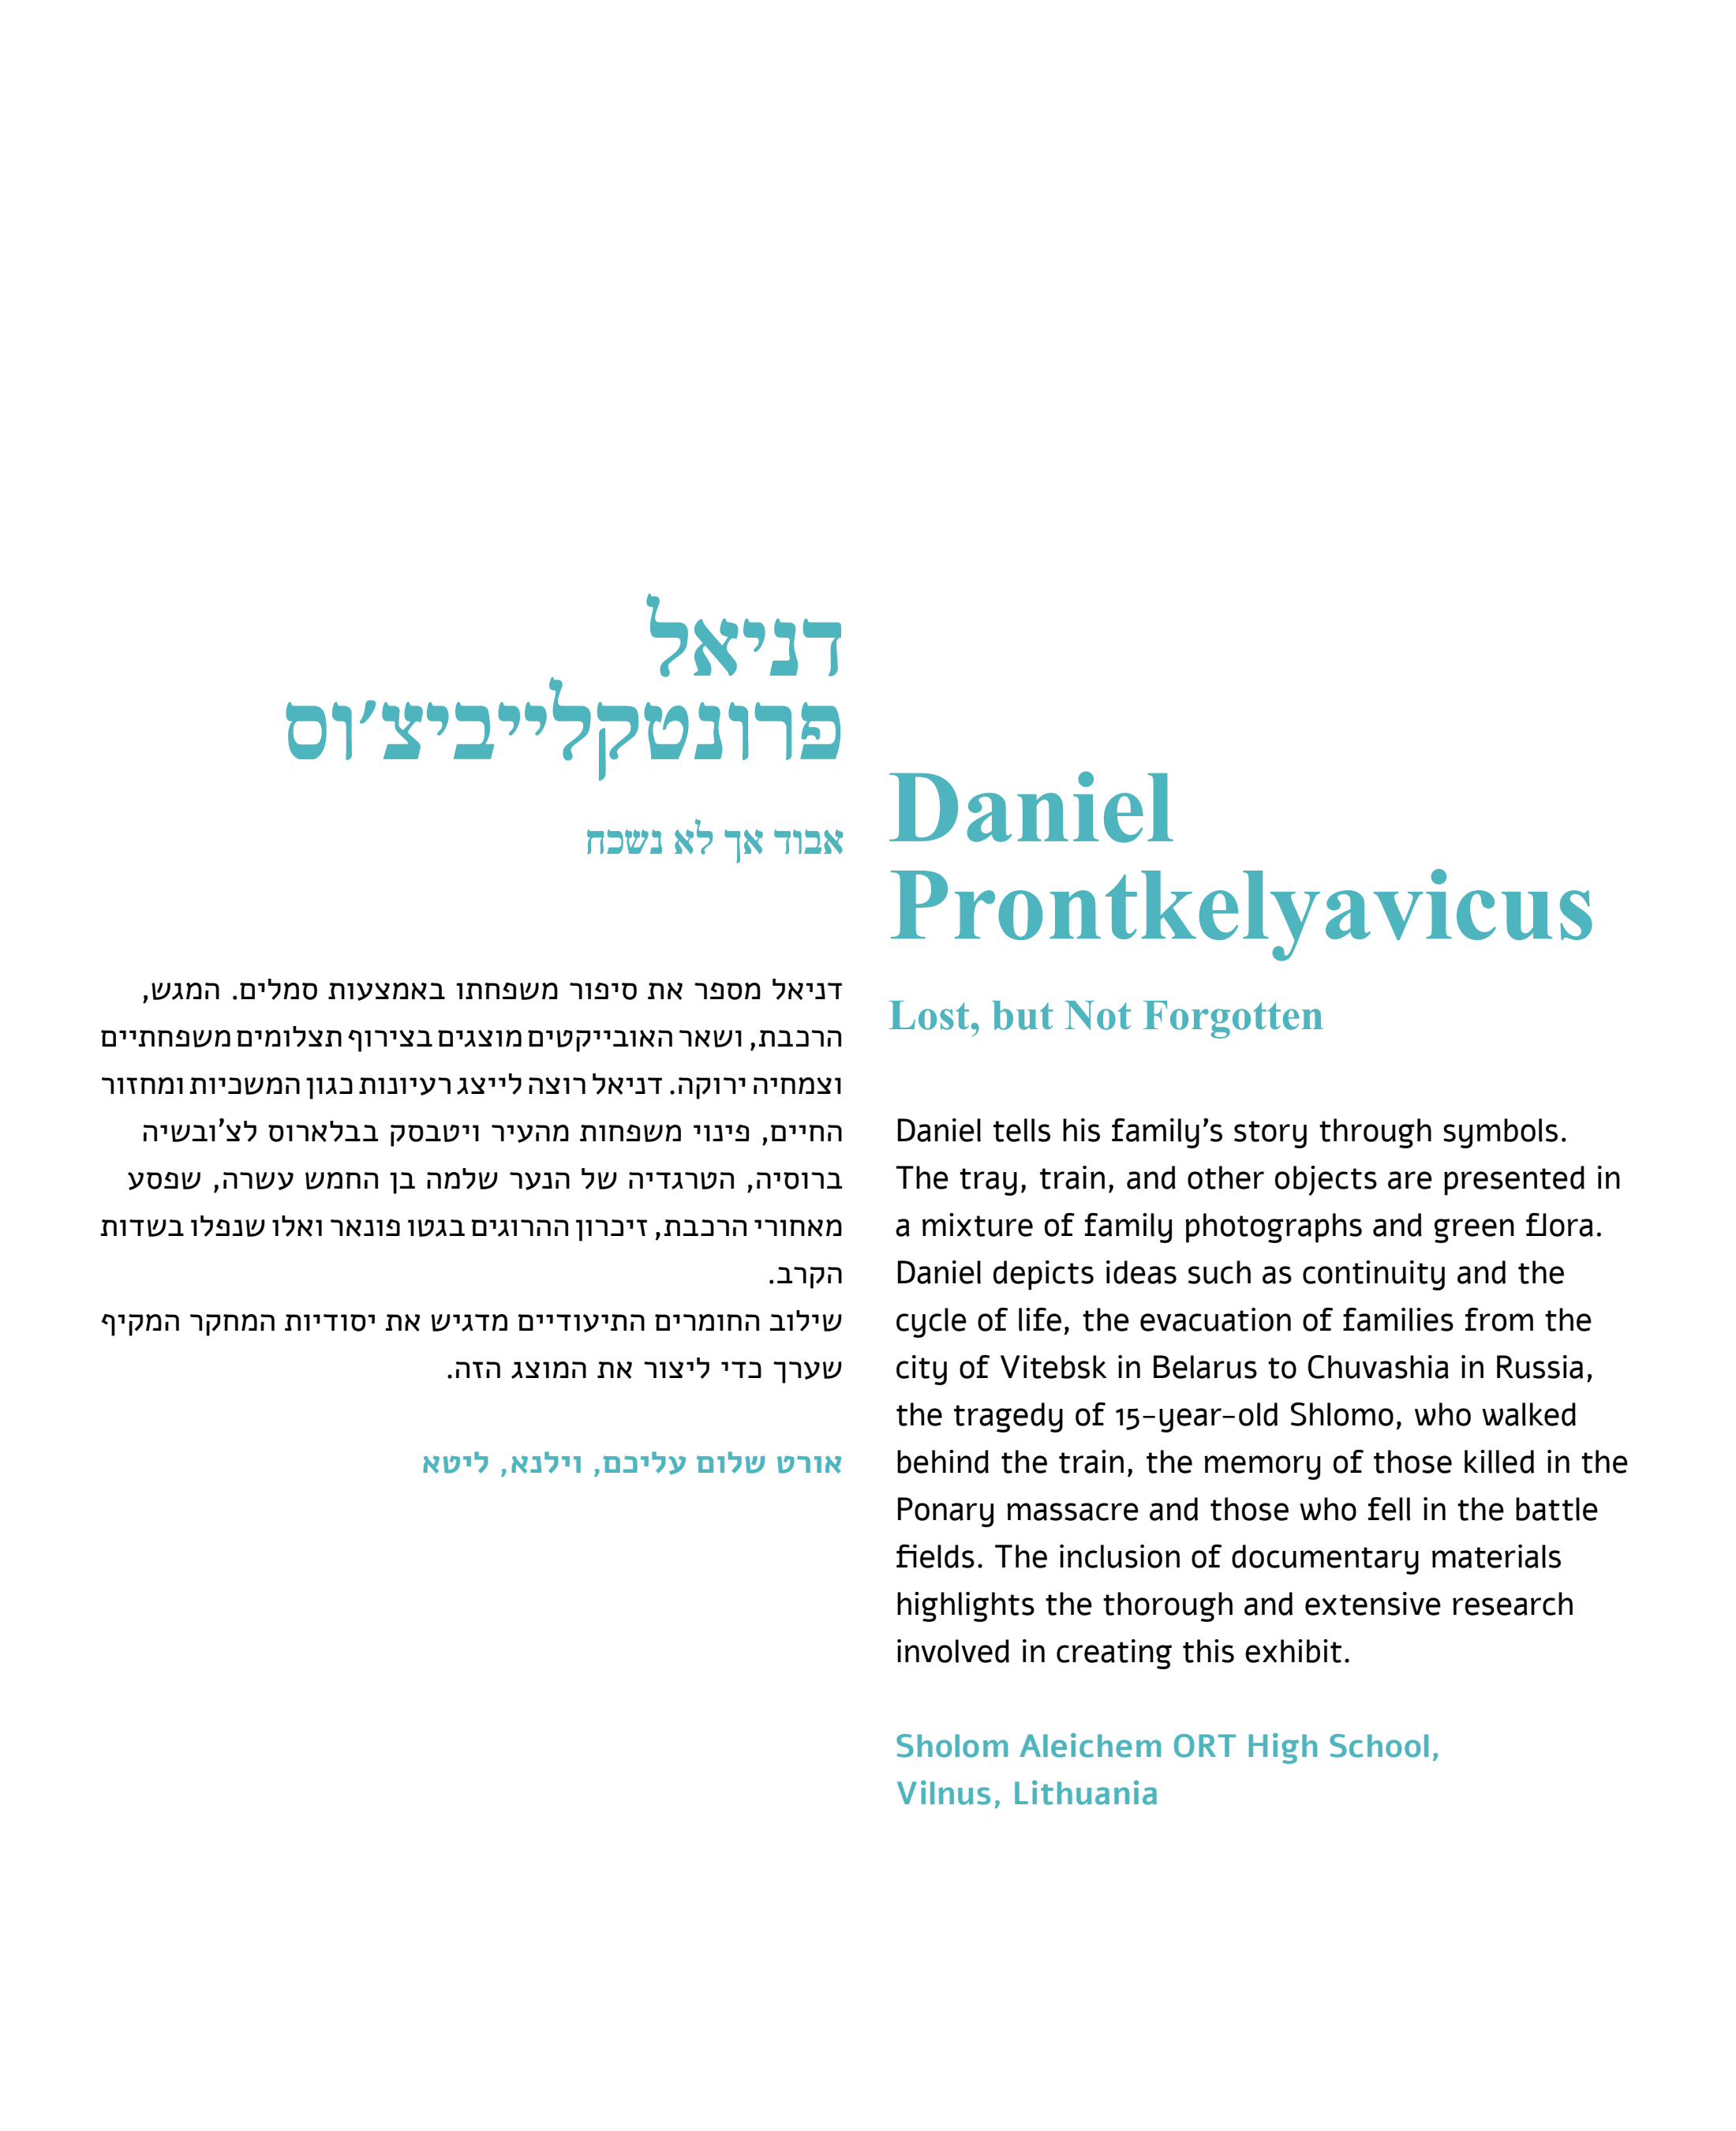 דניאל
פרונטקלייביצ'וס
אבוד אך לא נשכח
דניאל מספר את סיפור משפחתו באמצעות סמלים. המגש,
הרכבת, ושאר האובייקטים מוצגים בצירוף תצלומים משפחתיים
וצמחיה ירוקה. דניאל רוצה לייצג רעיונות כגון המשכיות ומחזור
החיים, פינוי משפחות מהעיר ויטבסק בבלארוס לצ'ובשיה
ברוסיה, הטרגדיה של הנער שלמה בן החמש עשרה, שפסע
מאחורי הרכבת, זיכרון ההרוגים בגטו פונאר ואלו שנפלו בשדות
הקרב.
שילוב החומרים התיעודיים מדגיש את יסודיות המחקר המקיף
שערך כדי ליצור את המוצג הזה.
אורט שלום עליכם, וילנא, ליטא
Daniel
Prontkelyavicus
Lost, but Not Forgotten
Daniel tells his family's story through symbols.
The tray, train, and other objects are presented in
a mixture of family photographs and green flora.
Daniel depicts ideas such as continuity and the
cycle of life, the evacuation of families from the
city of Vitebsk in Belarus to Chuvashia in Russia,
the tragedy of 15-year-old Shlomo, who walked
behind the train, the memory of those killed in the
Ponary massacre and those who fell in the battle
fields. The inclusion of documentary materials
highlights the thorough and extensive research
involved in creating this exhibit.
Sholom Aleichem ORT High School,
Vilnus, Lithuania